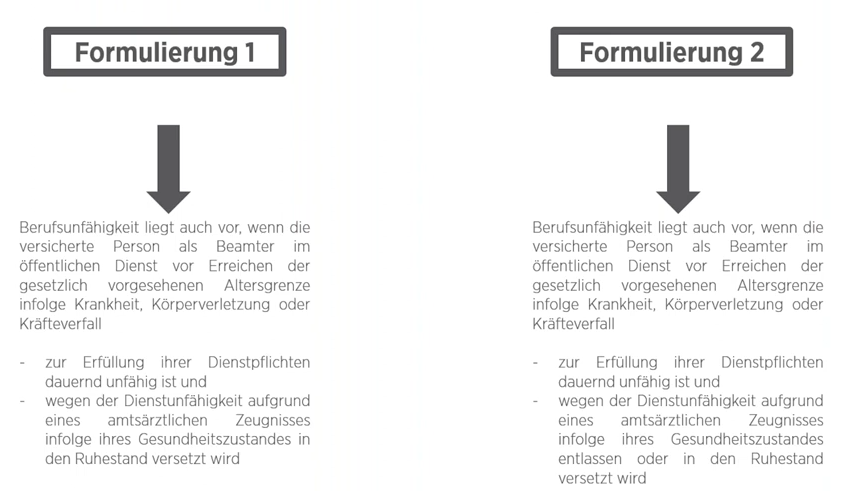 Formulierung 1
Berufsunfähigkeit liegt auch vor, wenn die
versicherte Person als Beamter im
öffentlichen Dienst vor Erreichen der
gesetzlich vorgesehenen Altersgrenze
infolge Krankheit, Körperverletzung oder
Kräfteverfall
- zur Erfüllung ihrer Dienstpflichten
dauernd unfähig ist und
- wegen der Dienstunfähigkeit aufgrund
eines amtsärztlichen Zeugnisses
infolge ihres Gesundheitszustandes in
den Ruhestand versetzt wird
Formulierung 2
Berufsunfähigkeit liegt auch vor, wenn die
versicherte Person als Beamter im
öffentlichen Dienst vor Erreichen der
gesetzlich vorgesehenen Altersgrenze
infolge Krankheit, Körperverletzung oder
Kräfteverfall
- zur Erfüllung ihrer Dienstpflichten
dauernd unfähig ist und
- wegen der Dienstunfähigkeit aufgrund
eines amtsärztlichen Zeugnisses
infolge ihres Gesundheitszustandes
entlassen oder in den Ruhestand
versetzt wird